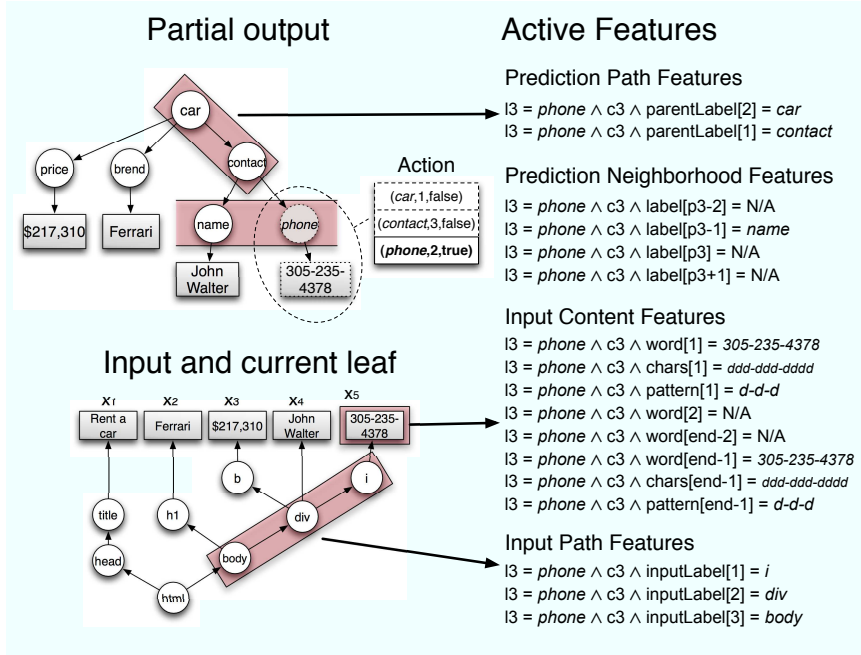 Partial output
car
price
brend
contact
$217,310
Ferrari
name
phone
John
Walter
305-235-
4378
Action
(car,1,false)
(contact,3,false)
(phone,2,true)
Input and current leaf
x1
x2
x3
x4
x5
Rent a
car
Ferrari
$217,310
John
Walter
305-235-
4378
b
i
title
h1
div
head
body
html
Active Features
Prediction Path Features
l3 = phone ∧ c3 ∧ parentLabel[2] = car
l3 = phone ∧ c3 ∧ parentLabel[1] = contact
Prediction Neighborhood Features
l3 = phone ∧ c3 ∧ label[p3-2] = N/A
l3 = phone ∧ c3 ∧ label[p3-1] = name
l3 = phone ∧ c3 ∧ label[p3] = N/A
l3 = phone ∧ c3 ∧ label[p3+1] = N/A
Input Content Features
l3 = phone ∧ c3 ∧ word[1] = 305-235-4378
l3 = phone ∧ c3 ∧ chars[1] = ddd-ddd-dddd
l3 = phone ∧ c3 ∧ pattern[1] = d-d-d
l3 = phone ∧ c3 ∧ word[2] = N/A
l3 = phone ∧ c3 ∧ word[end-2] = N/A
l3 = phone ∧ c3 ∧ word[end-1] = 305-235-4378
l3 = phone ∧ c3 ∧ chars[end-1] = ddd-ddd-dddd
l3 = phone ∧ c3 ∧ pattern[end-1] = d-d-d
Input Path Features
l3 = phone ∧ c3 ∧ inputLabel[1] = i
l3 = phone ∧ c3 ∧ inputLabel[2] = div
l3 = phone ∧ c3 ∧ inputLabel[3] = body